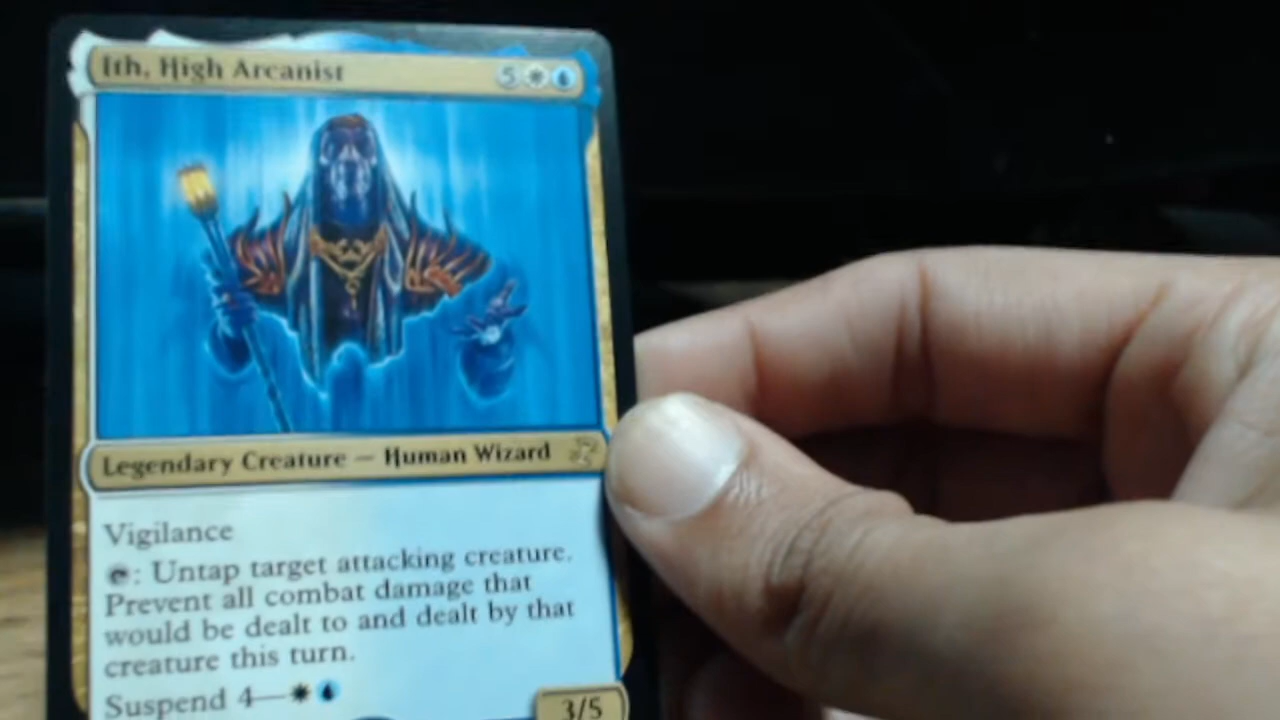 Ith, High Arcanist 5
Legendary Creature — Human Wizard
Vigilance
: Untap target attacking creature.
Prevent all combat damage that
would be dealt to and dealt by that
creature this turn.
Suspend 4—
3/5